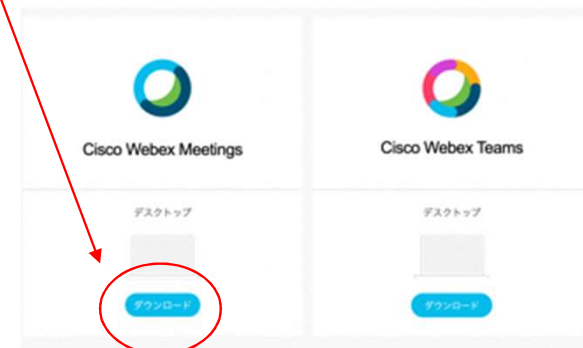 Cisco Webex Meetings
Cisco Webex Teams
デスクトップ
デスクトップ
ダウンロード
ダウンロード